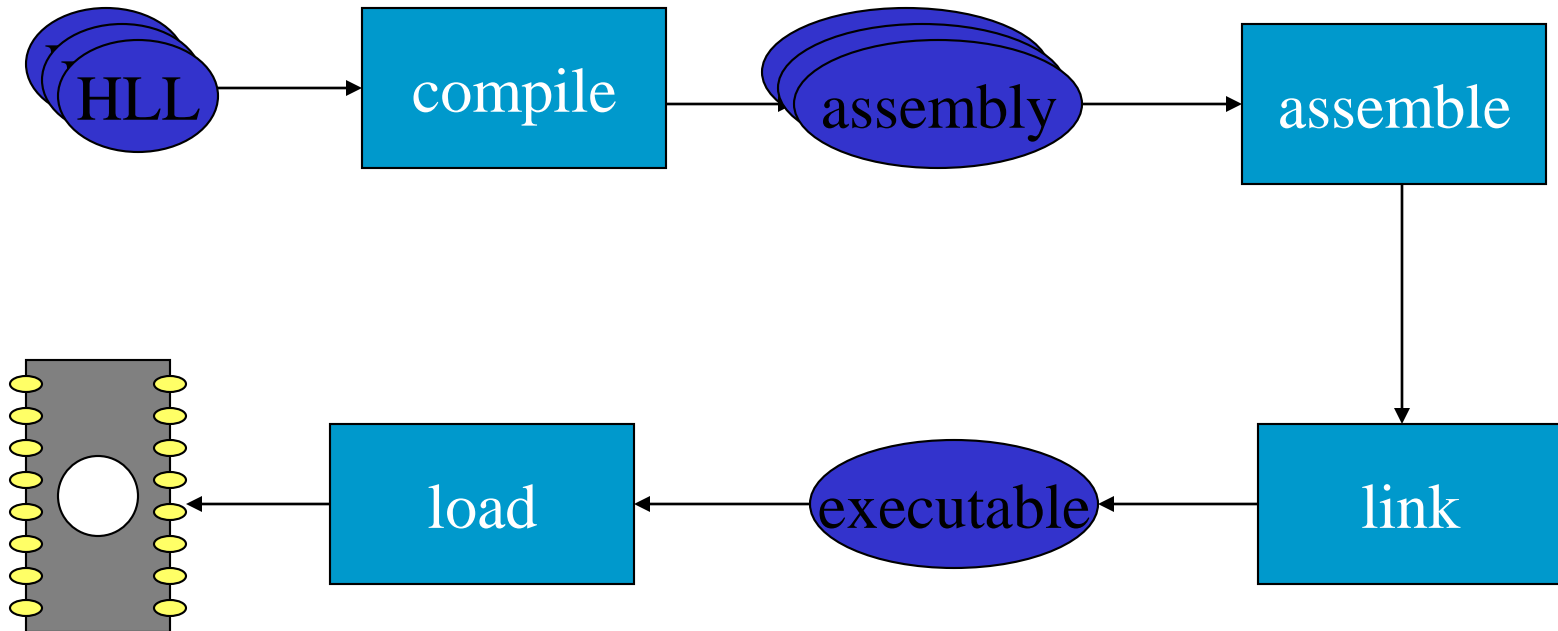 HLL
compile
assembly
assemble
load
executable
link